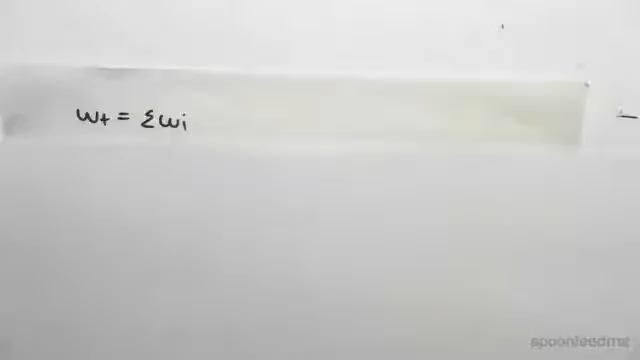 wt = Σwi
spoonfeedme